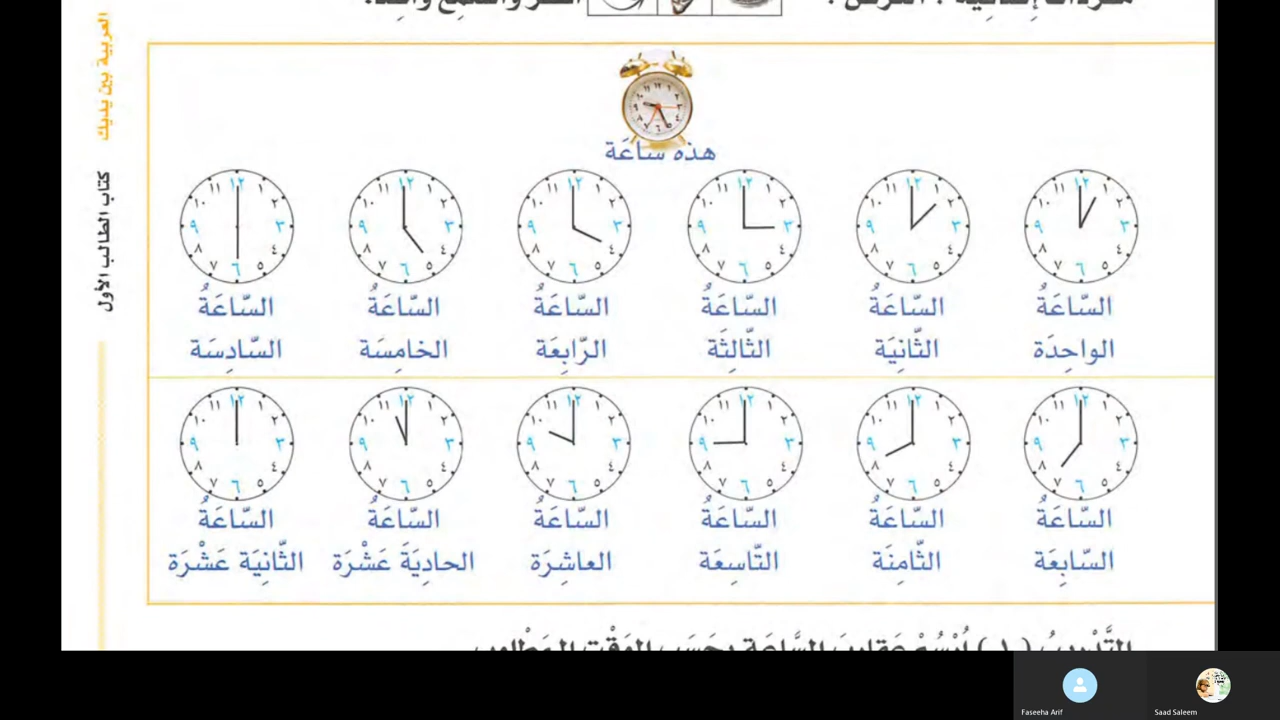 العربية بين يديك
كتاب الطالب الأول
هذه ساعَة
السَّاعَةُ السَّاعَةُ السَّاعَةُ السَّاعَةُ السَّاعَةُ السَّاعَةُ
الواحِدَة الثَّانِيَة الثَّالِثَة الرَّابِعَة الخامِسَة السَّادِسَة
السَّاعَةُ السَّاعَةُ السَّاعَةُ السَّاعَةُ السَّاعَةُ السَّاعَةُ
السَّابِعَة الثَّامِنَة التَّاسِعَة العاشِرَة الحادِيَةَ عَشْرَة الثَّانِيَة عَشْرَة
Faseeha Arif
Saad Saleem